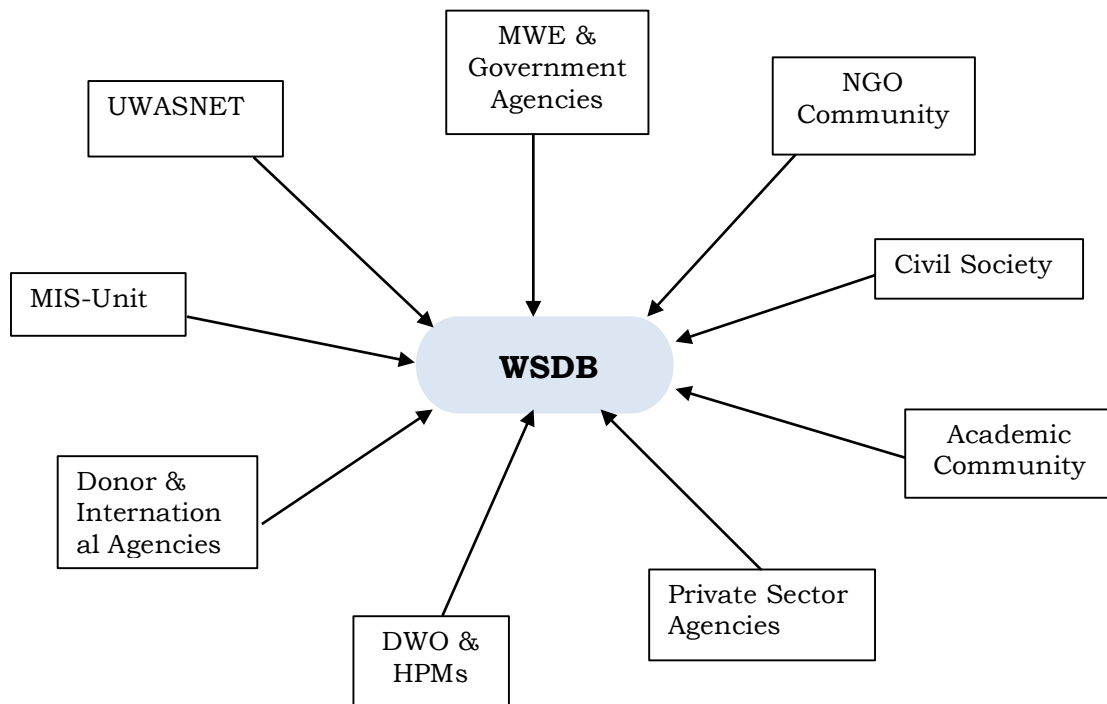 MWE &
Government
Agencies
UWASNET
NGO
Community
Civil Society
MIS-Unit
WSDB
Academic
Community
Donor &
Internation
al Agencies
Private Sector
Agencies
DWO &
HPMs